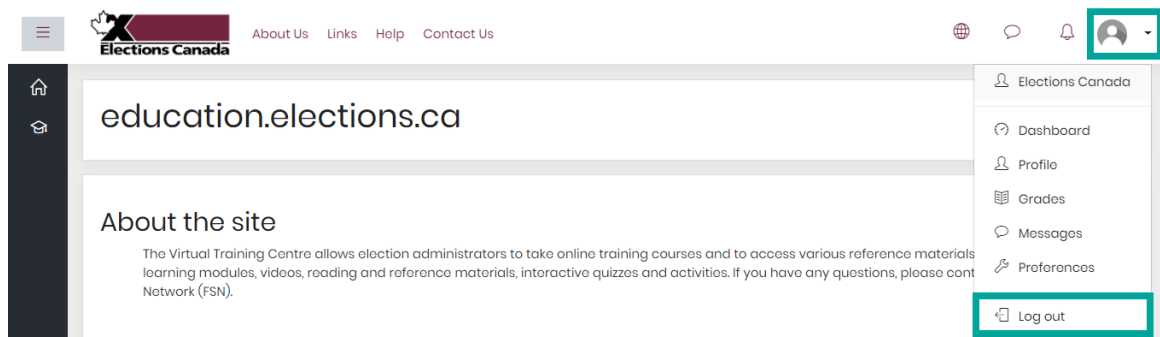 Elections Canada
About Us Links Help Contact Us
Elections Canada
education.elections.ca
Dashboard
Profile
Grades
Messages
Preferences
Log out
About the site
The Virtual Training Centre allows election administrators to take online training courses and to access various reference materials
learning modules, videos, reading and reference materials, interactive quizzes and activities. If you have any questions, please cont
Network (FSN).